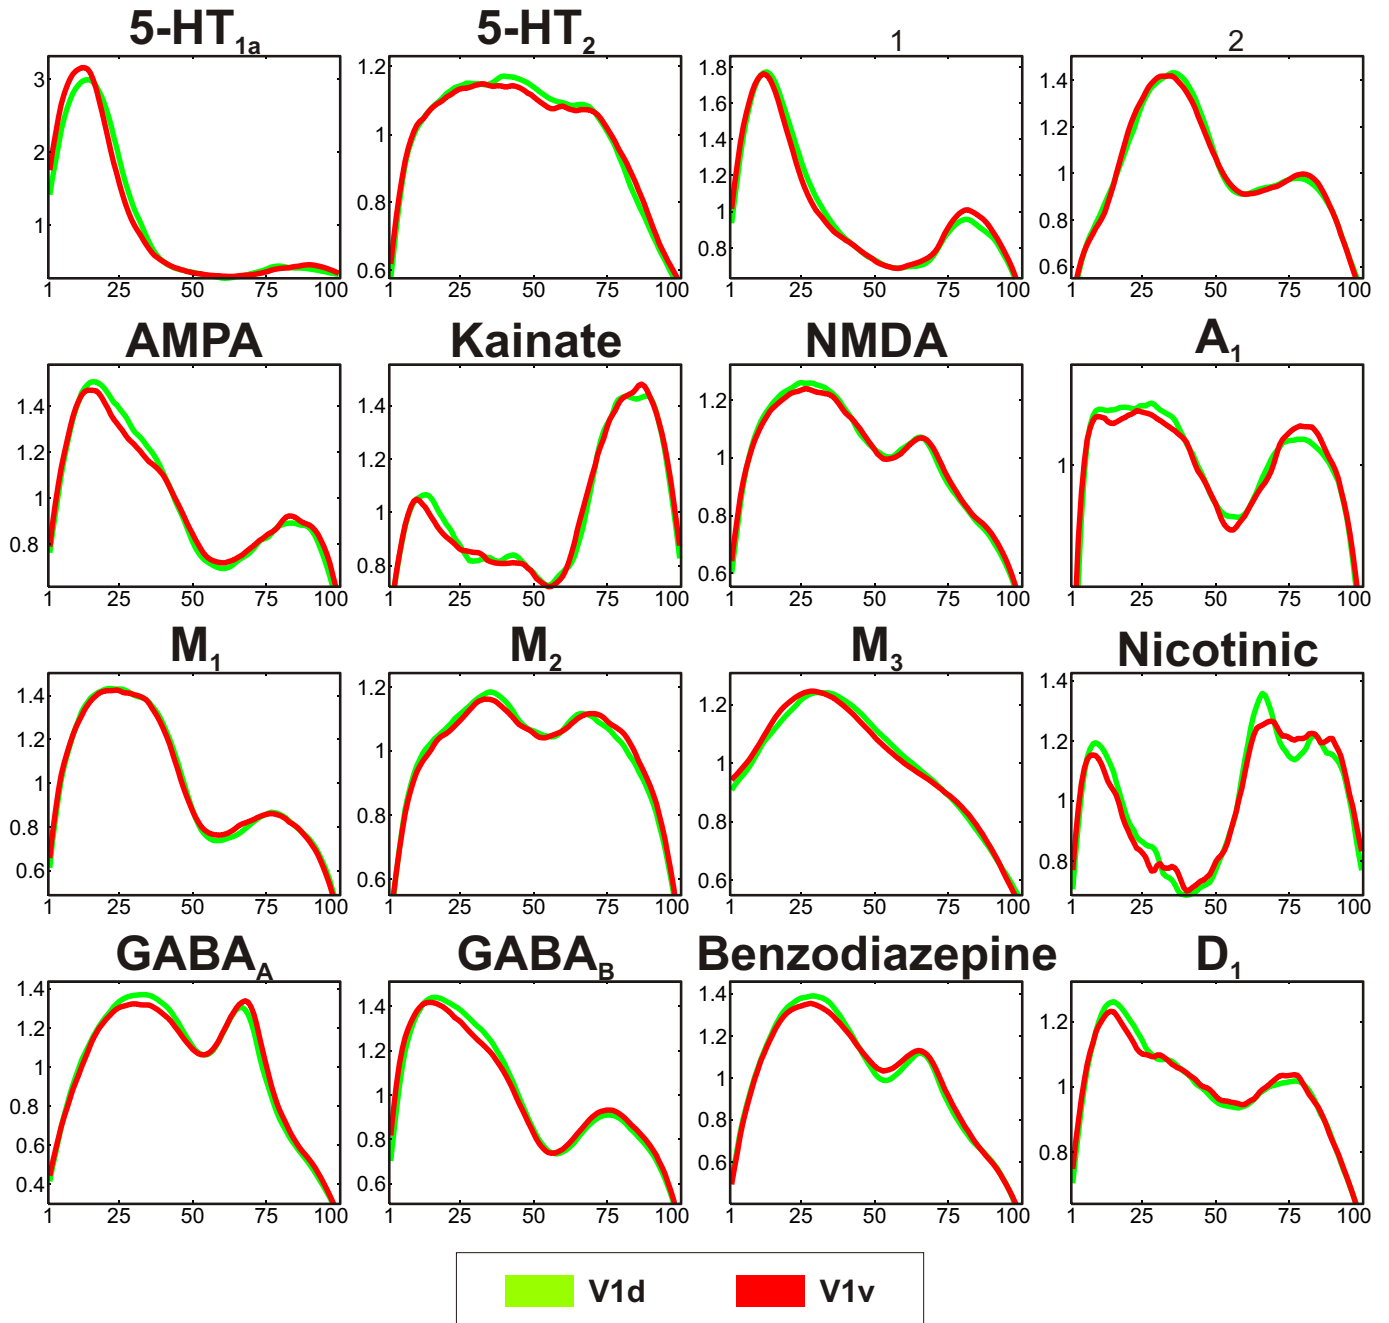 5-HT1a 5-HT2 1 2
3 1.2 1.8 1.4
1.6
2 1 1.4 1.2
1.2 1
1 0.8 1 0.8
0.8
0.6 0.6
1 25 50 75 100 1 25 50 75 100 1 25 50 75 100 1 25 50 75 100
AMPA Kainate NMDA A1
1.4 1.4 1.2
1.2 1.2 1 1
1 1 0.8
0.8 0.8 0.6
1 25 50 75 100 1 25 50 75 100 1 25 50 75 100 1 25 50 75 100
M1 M2 M3 Nicotinic
1.4 1.2 1.2 1.4
1.2 1 1 1.2
1 0.8 0.8 1
0.8
0.6 0.6 0.6 0.8
1 25 50 75 100 1 25 50 75 100 1 25 50 75 100 1 25 50 75 100
GABAA GABAB Benzodiazepine D1
1.4 1.4 1.4 1.2
1.2 1.2 1.2
1 1 1 1
0.8 0.8 0.8
0.6 0.6 0.6 0.8
0.4
1 25 50 75 100 1 25 50 75 100 1 25 50 75 100 1 25 50 75 100
V1d V1v